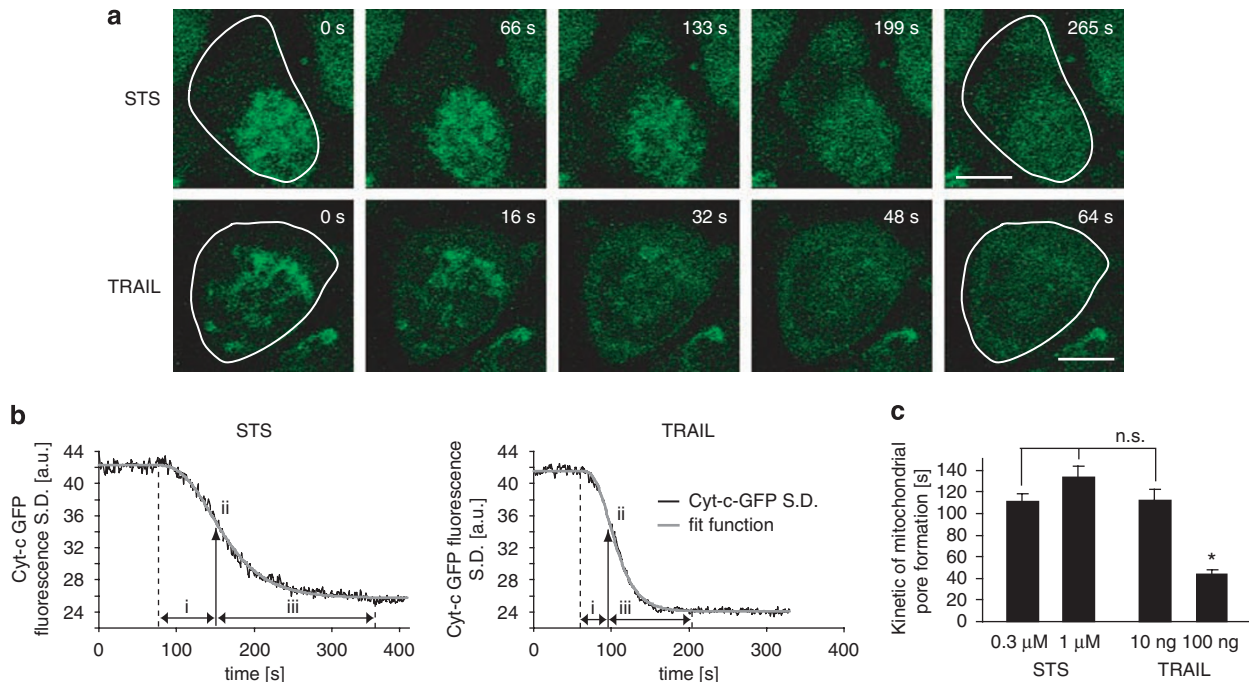 a
STS
0 s
66 s
133 s
199 s
265 s
TRAIL
0 s
16 s
32 s
48 s
64 s
b
STS
Cyt-c GFP
fluorescence S.D. [a.u.]
44
40
36
32
28
24
ii
i
iii
0
100
200
300
400
time [s]
TRAIL
Cyt-c GFP fluorescence
S.D. [a.u.]
44
40
36
32
28
24
Cyt-c-GFP S.D.
fit function
ii
i
iii
0
100
200
300
400
time [s]
c
n.s.
Kinetic of mitochondrial
pore formation [s]
140
120
100
80
60
40
20
0
*
0.3 µM
1 µM
10 ng
100 ng
STS
TRAIL